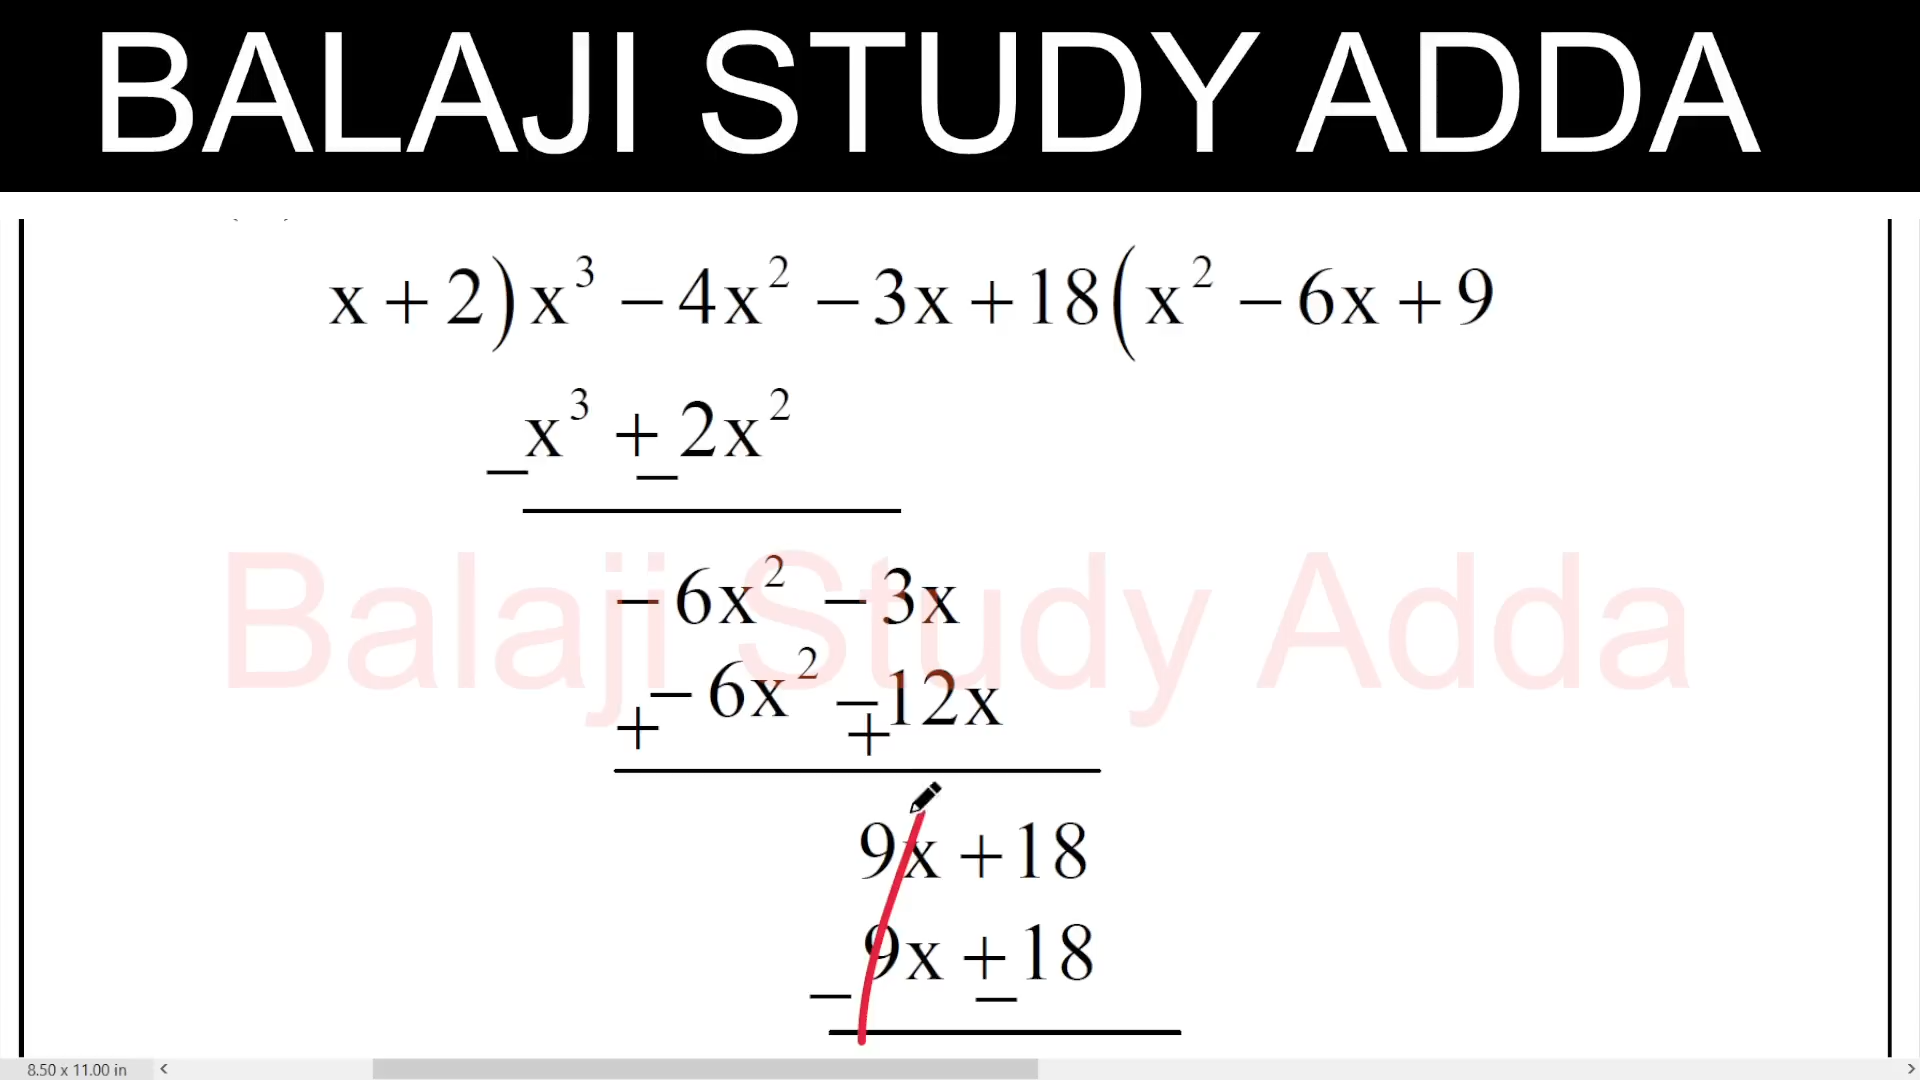 BALAJI STUDY ADDA
x + 2) x³ − 4x² − 3x + 18 ( x² − 6x + 9
x³ + 2x²
− −
− 6x² − 3x
− 6x² − 12x
+ +
9x + 18
9x + 18
− −
Balaji Study Adda
8.50 x 11.00 in